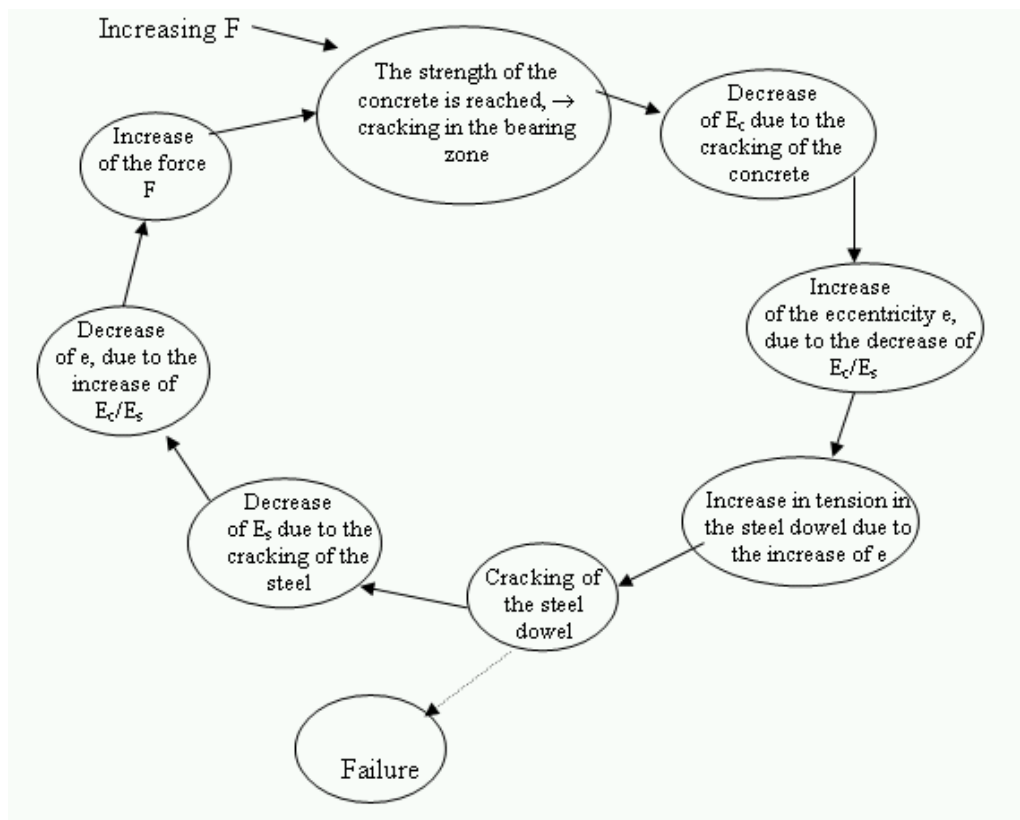 Increasing F
The strength of the
concrete is reached, →
cracking in the bearing
zone
Decrease
of Ec due to the
cracking of the
concrete
Increase
of the eccentricity e,
due to the decrease of
Ec/Es
Increase in tension in
the steel dowel due to
the increase of e
Cracking of
the steel
dowel
Failure
Decrease
of Es due to the
cracking of the
steel
Decrease
of e, due to the
increase of
Ec/Es
Increase
of the force
F